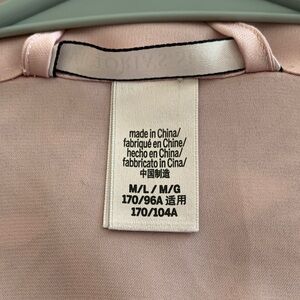 made in China/
fabriqué en Chine/
hecho en China/
fabbricato in Cina/
中国制造
M/L / M/G
170/96A 适用
170/104A